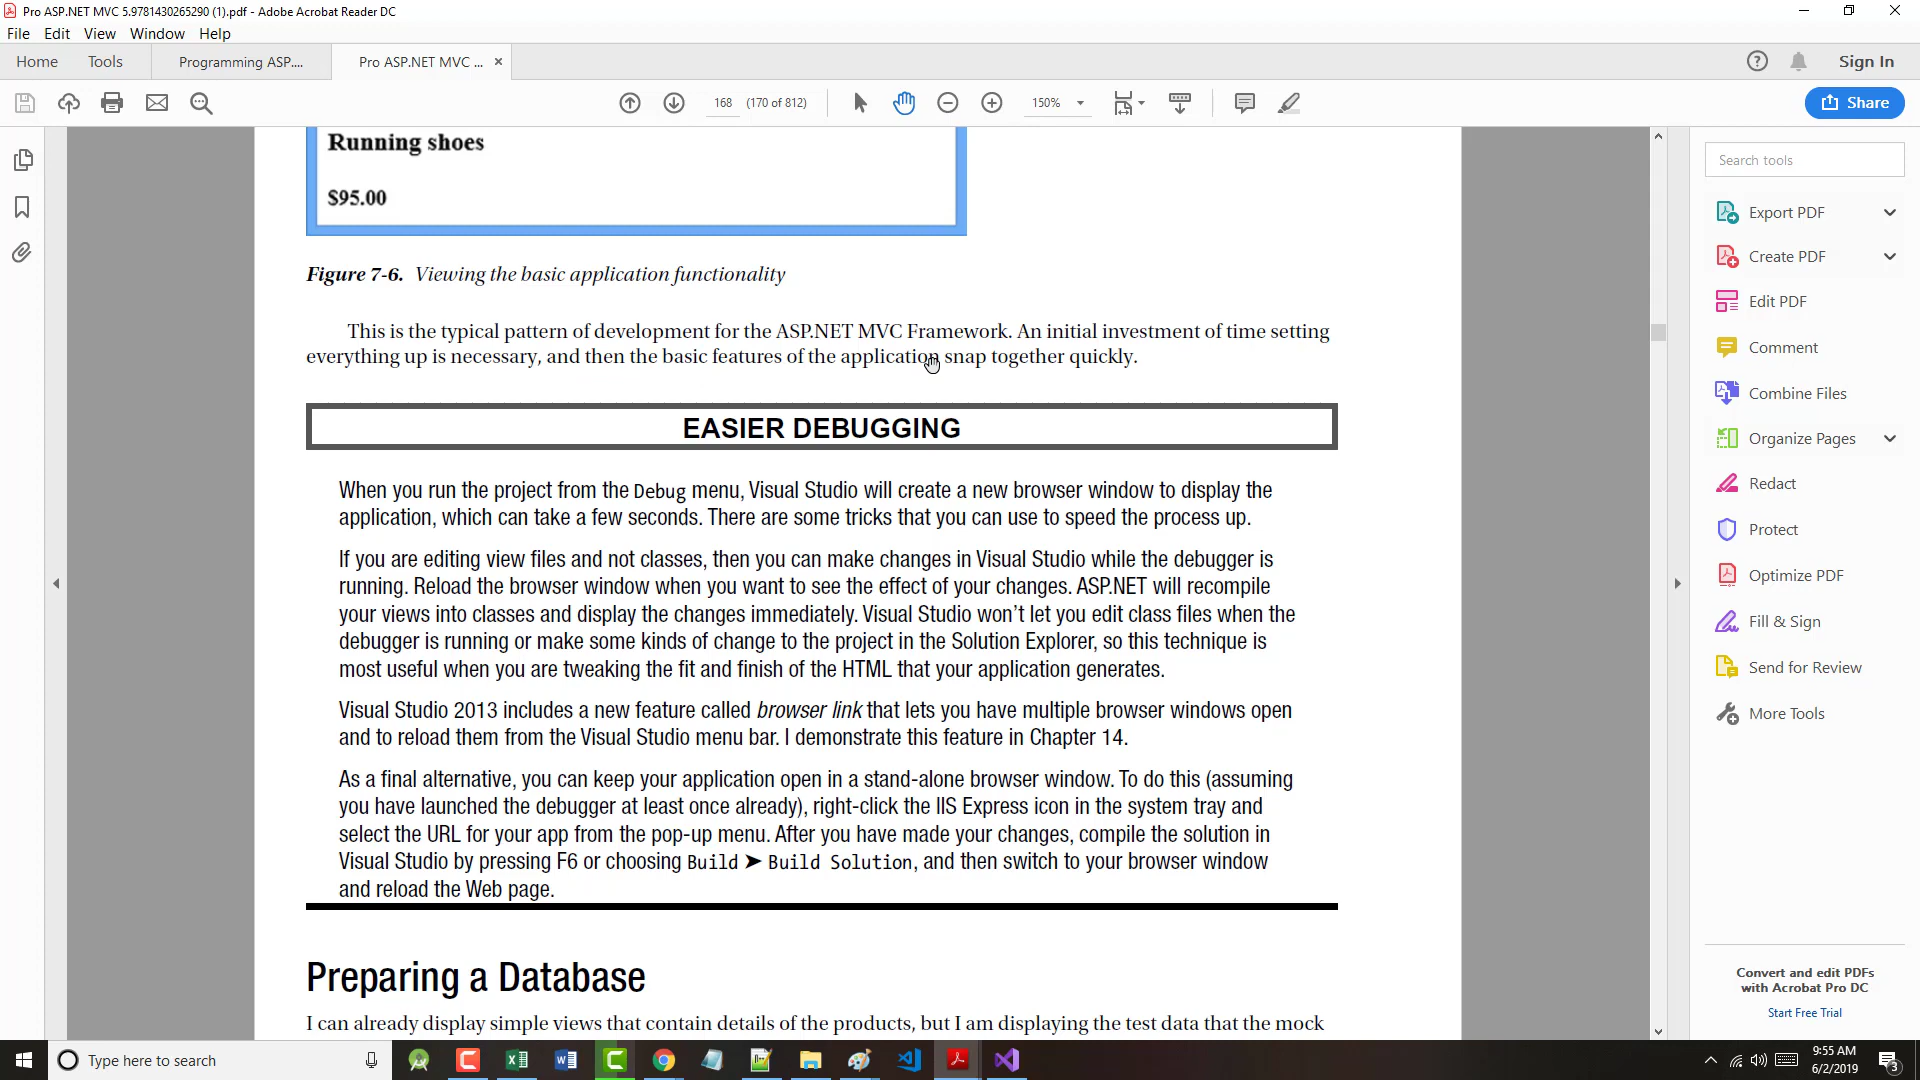 Pro ASP.NET MVC 5.9781430265290 (1).pdf - Adobe Acrobat Reader DC
File Edit View Window Help
Home Tools Programming ASP.... Pro ASP.NET MVC ... × Sign In
168 (170 of 812) 150% Share
Running shoes
$95.00
Figure 7-6. Viewing the basic application functionality
This is the typical pattern of development for the ASP.NET MVC Framework. An initial investment of time setting
everything up is necessary, and then the basic features of the application snap together quickly.
EASIER DEBUGGING
When you run the project from the Debug menu, Visual Studio will create a new browser window to display the
application, which can take a few seconds. There are some tricks that you can use to speed the process up.
If you are editing view files and not classes, then you can make changes in Visual Studio while the debugger is
running. Reload the browser window when you want to see the effect of your changes. ASP.NET will recompile
your views into classes and display the changes immediately. Visual Studio won't let you edit class files when the
debugger is running or make some kinds of change to the project in the Solution Explorer, so this technique is
most useful when you are tweaking the fit and finish of the HTML that your application generates.
Visual Studio 2013 includes a new feature called browser link that lets you have multiple browser windows open
and to reload them from the Visual Studio menu bar. I demonstrate this feature in Chapter 14.
As a final alternative, you can keep your application open in a stand-alone browser window. To do this (assuming
you have launched the debugger at least once already), right-click the IIS Express icon in the system tray and
select the URL for your app from the pop-up menu. After you have made your changes, compile the solution in
Visual Studio by pressing F6 or choosing Build ➤ Build Solution, and then switch to your browser window
and reload the Web page.
Preparing a Database
I can already display simple views that contain details of the products, but I am displaying the test data that the mock
Search tools
Export PDF
Create PDF
Edit PDF
Comment
Combine Files
Organize Pages
Redact
Protect
Optimize PDF
Fill & Sign
Send for Review
More Tools
Convert and edit PDFs
with Acrobat Pro DC
Start Free Trial
Type here to search
9:55 AM
6/2/2019
3